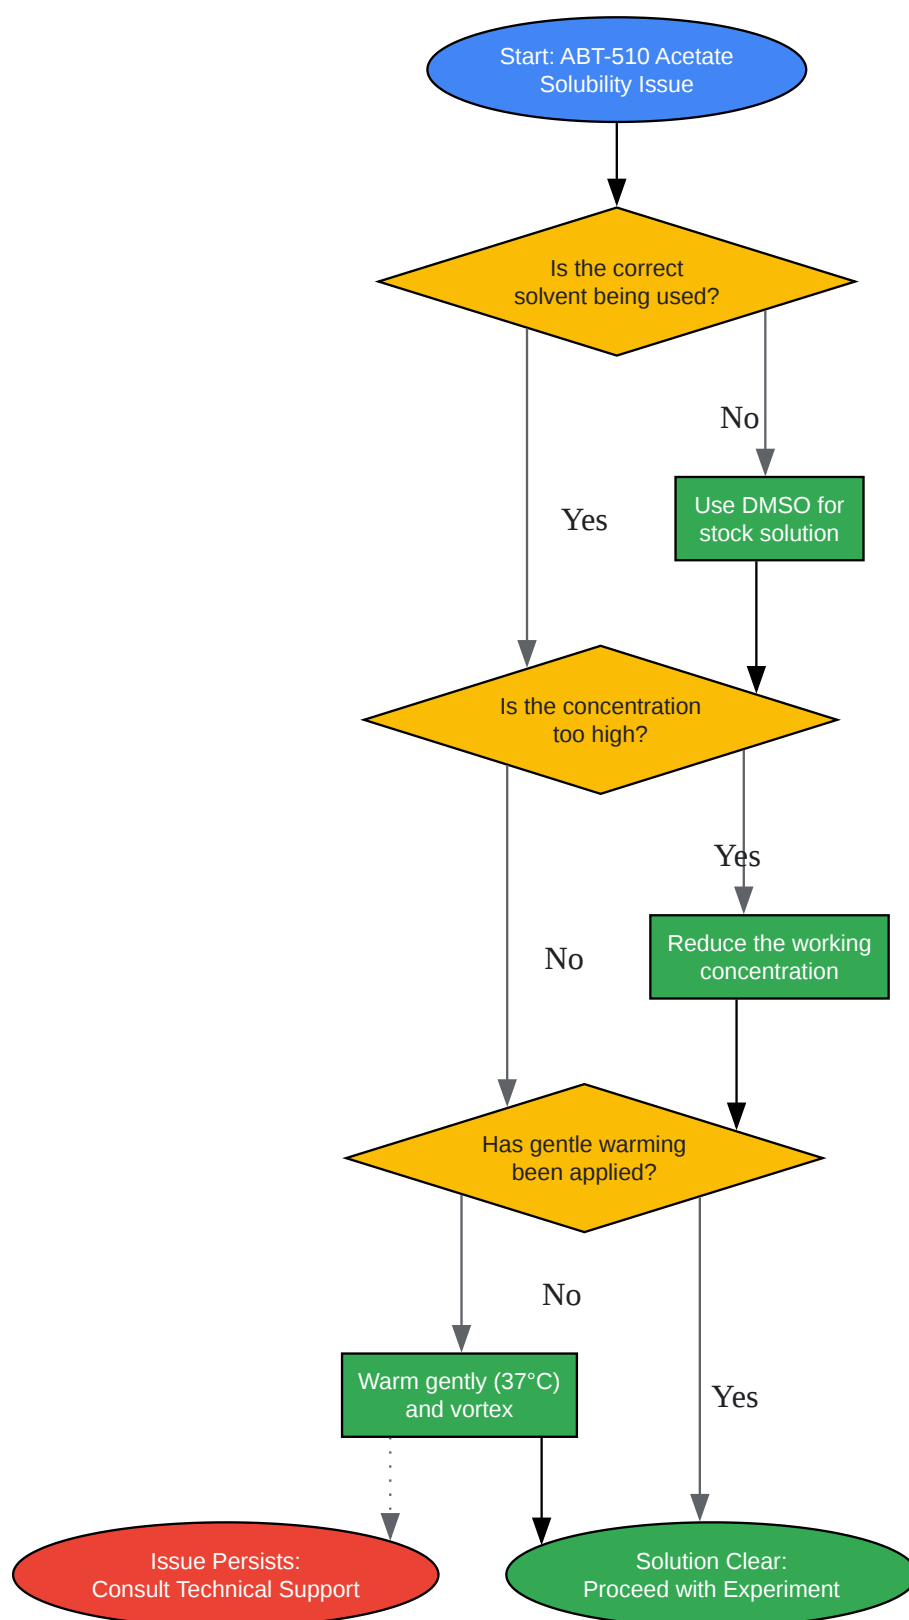 Start: ABT-510 Acetate
Solubility Issue
Is the correct
solvent being used?
No
Yes
Use DMSO for
stock solution
Is the concentration
too high?
Yes
No
Reduce the working
concentration
Has gentle warming
been applied?
No
Yes
Warm gently (37°C)
and vortex
Issue Persists:
Consult Technical Support
Solution Clear:
Proceed with Experiment